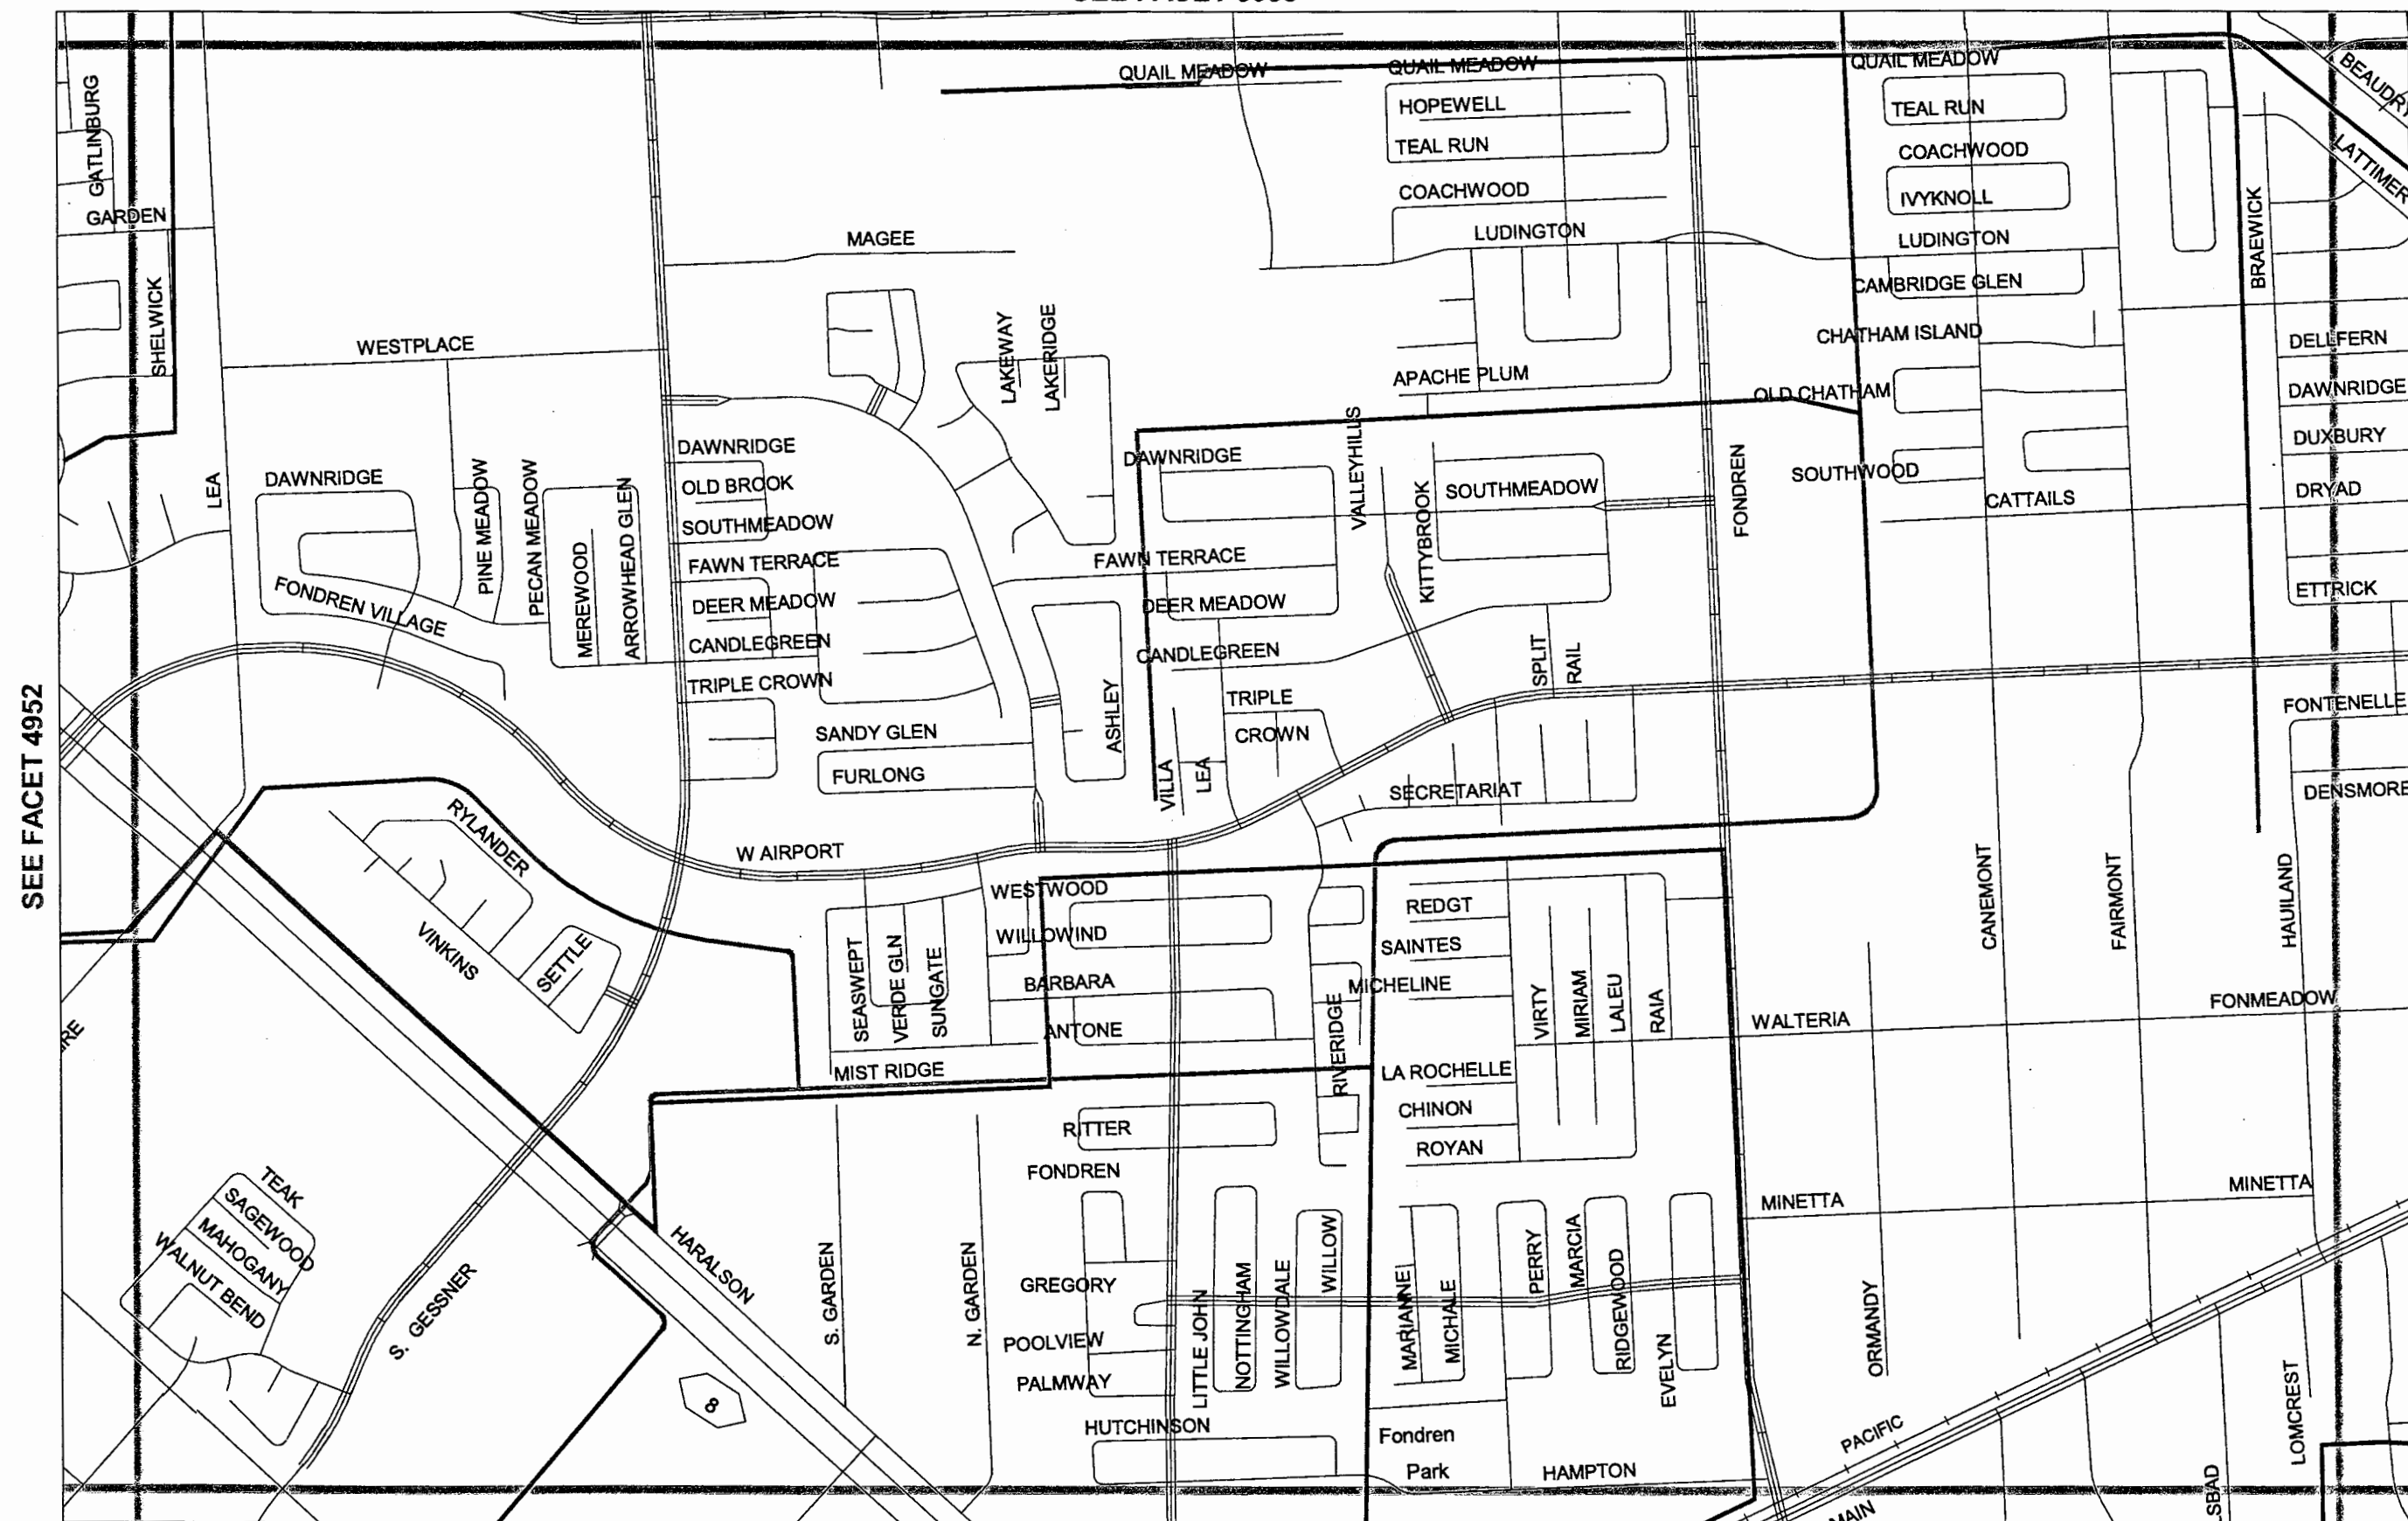 QUAIL MEADOW
QUAIL MEADOW
QUAIL MEADOW
BEAUDRY
GATLINBURG
HOPEWELL
TEAL RUN
TEAL RUN
COACHWOOD
LATTIMER
COACHWOOD
IVYKNOLL
GARDEN
MAGEE
LUDINGTON
LUDINGTON
BRAEWICK
SHELWICK
CAMBRIDGE GLEN
WESTPLACE
LAKEWAY
LAKERIDGE
CHATHAM ISLAND
DELLFERN
APACHE PLUM
OLD CHATHAM
DAWNRIDGE
DAWNRIDGE
DAWNRIDGE
DAWNRIDGE
VALLEYHILLS
DUXBURY
LEA
PINE MEADOW
PECAN MEADOW
MEREWOOD
ARROWHEAD GLEN
OLD BROOK
SOUTHMEADOW
KITTYBROOK
SOUTHMEADOW
FONDREN
SOUTHWOOD
CATTAILS
DRYAD
FAWN TERRACE
FAWN TERRACE
FONDREN VILLAGE
DEER MEADOW
DEER MEADOW
ETTRICK
CANDLEGREEN
CANDLEGREEN
SPLIT
RAIL
TRIPLE CROWN
TRIPLE
CROWN
FONTENELLE
SEE FACET 4952
SANDY GLEN
ASHLEY
FURLONG
VILLA
LEA
SECRETARIAT
DENSMORE
RYLANDER
W AIRPORT
WESTWOOD
WILLOWIND
REDGT
CANEMONT
FAIRMONT
HAUILAND
VINKINS
SETTLE
SEASWEPT
VERDE GLN
SUNGATE
BARBARA
SAINTES
MICHELINE
VIRTY
MIRIAM
LALEU
RAIA
FONMEADOW
ANTONE
RIVERIDGE
WALTERIA
MIST RIDGE
LA ROCHELLE
CHINON
RITTER
ROYAN
FONDREN
TEAK
SAGEWOOD
MAHOGANY
WALNUT BEND
MINETTA
MINETTA
HARALSON
S. GESSNER
S. GARDEN
N. GARDEN
GREGORY
POOLVIEW
PALMWAY
LITTLE JOHN
NOTTINGHAM
WILLOWDALE
WILLOW
MARIANNE
MICHALE
PERRY
MARCIA
RIDGEWOOD
EVELYN
ORMANDY
8
HUTCHINSON
Fondren
Park
HAMPTON
PACIFIC
MAIN
LOMCREST